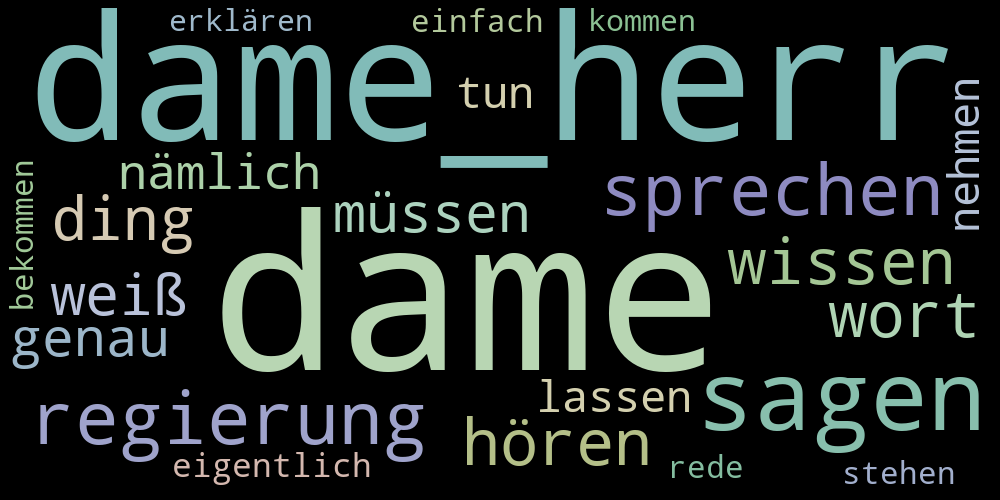 erklären
einfach
kommen
dame_herr
tun
nehmen
nämlich
bekommen
sprechen
ding
müssen
dame
wissen
weiß
wort
genau
sagen
lassen
regierung
hören
eigentlich
rede
stehen